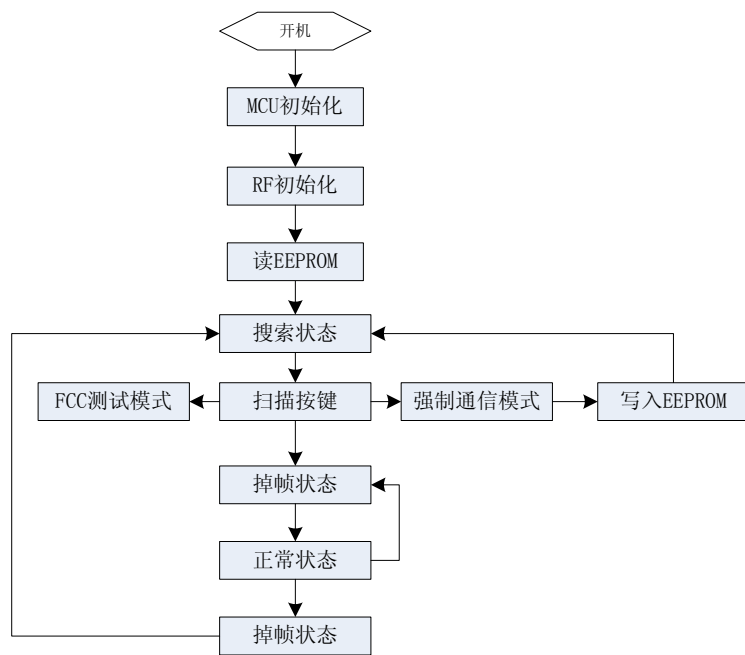 开机
MCU初始化
RF初始化
读EEPROM
搜索状态
FCC测试模式
扫描按键
强制通信模式
写入EEPROM
掉帧状态
正常状态
掉帧状态